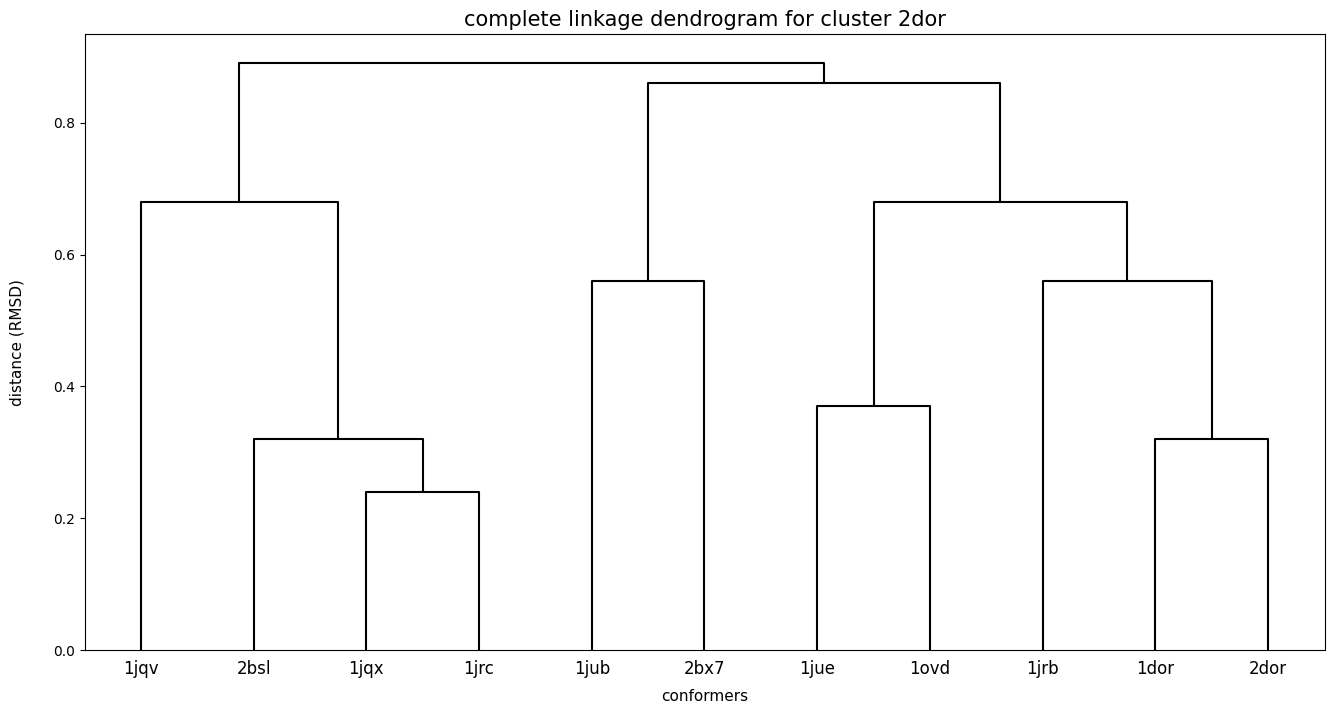 complete linkage dendrogram for cluster 2dor
distance (RMSD)
0.8
0.6
0.4
0.2
0.0
1jqv 2bsl 1jqx 1jrc 1jub 2bx7 1jue 1ovd 1jrb 1dor 2dor
conformers